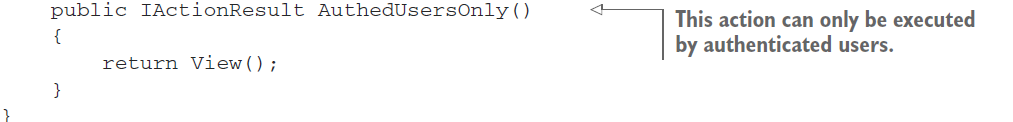 public IActionResult AuthedUsersOnly()
{
return View();
}
}
This action can only be executed
by authenticated users.